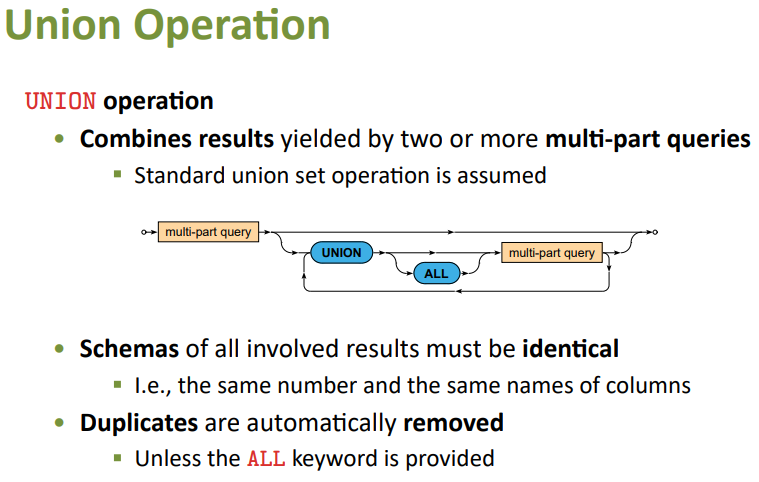 Union Operation
UNION operation
• Combines results yielded by two or more multi-part queries
▪ Standard union set operation is assumed
multi-part query
UNION
ALL
multi-part query
• Schemas of all involved results must be identical
▪ I.e., the same number and the same names of columns
• Duplicates are automatically removed
▪ Unless the ALL keyword is provided